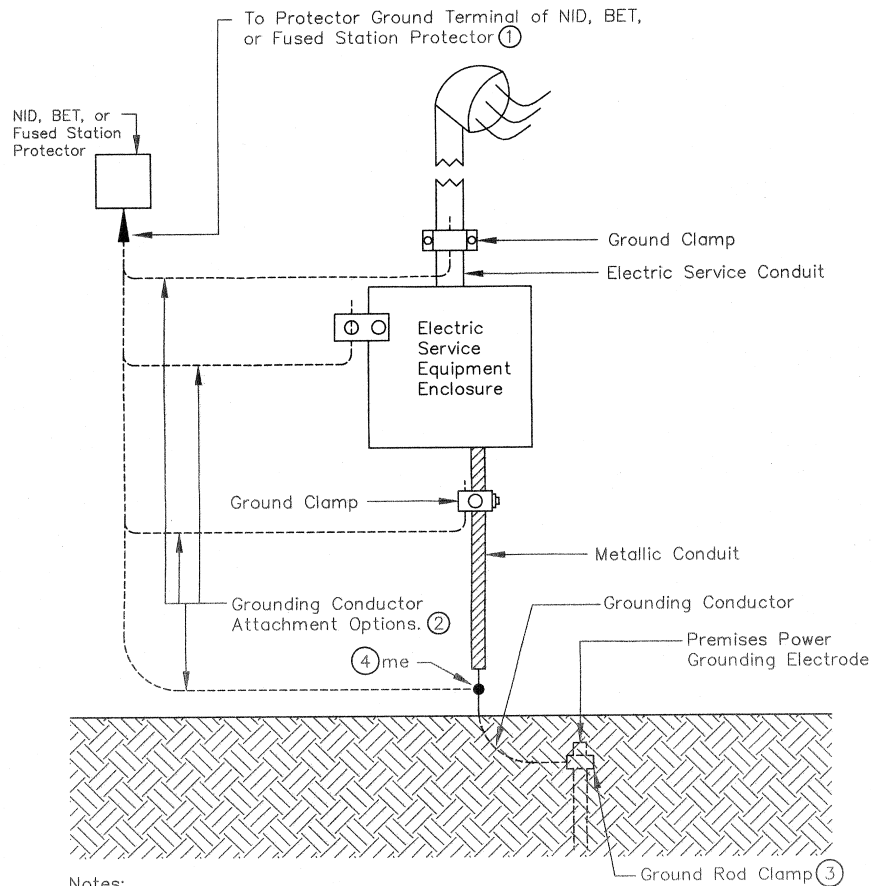 To Protector Ground Terminal of NID, BET,
or Fused Station Protector ①
NID, BET, or
Fused Station
Protector
Ground Clamp
Electric Service Conduit
Electric
Service
Equipment
Enclosure
Ground Clamp
Metallic Conduit
Grounding Conductor
Attachment Options. ②
Grounding Conductor
Premises Power
Grounding Electrode
④ me
Ground Rod Clamp ③
Notes: